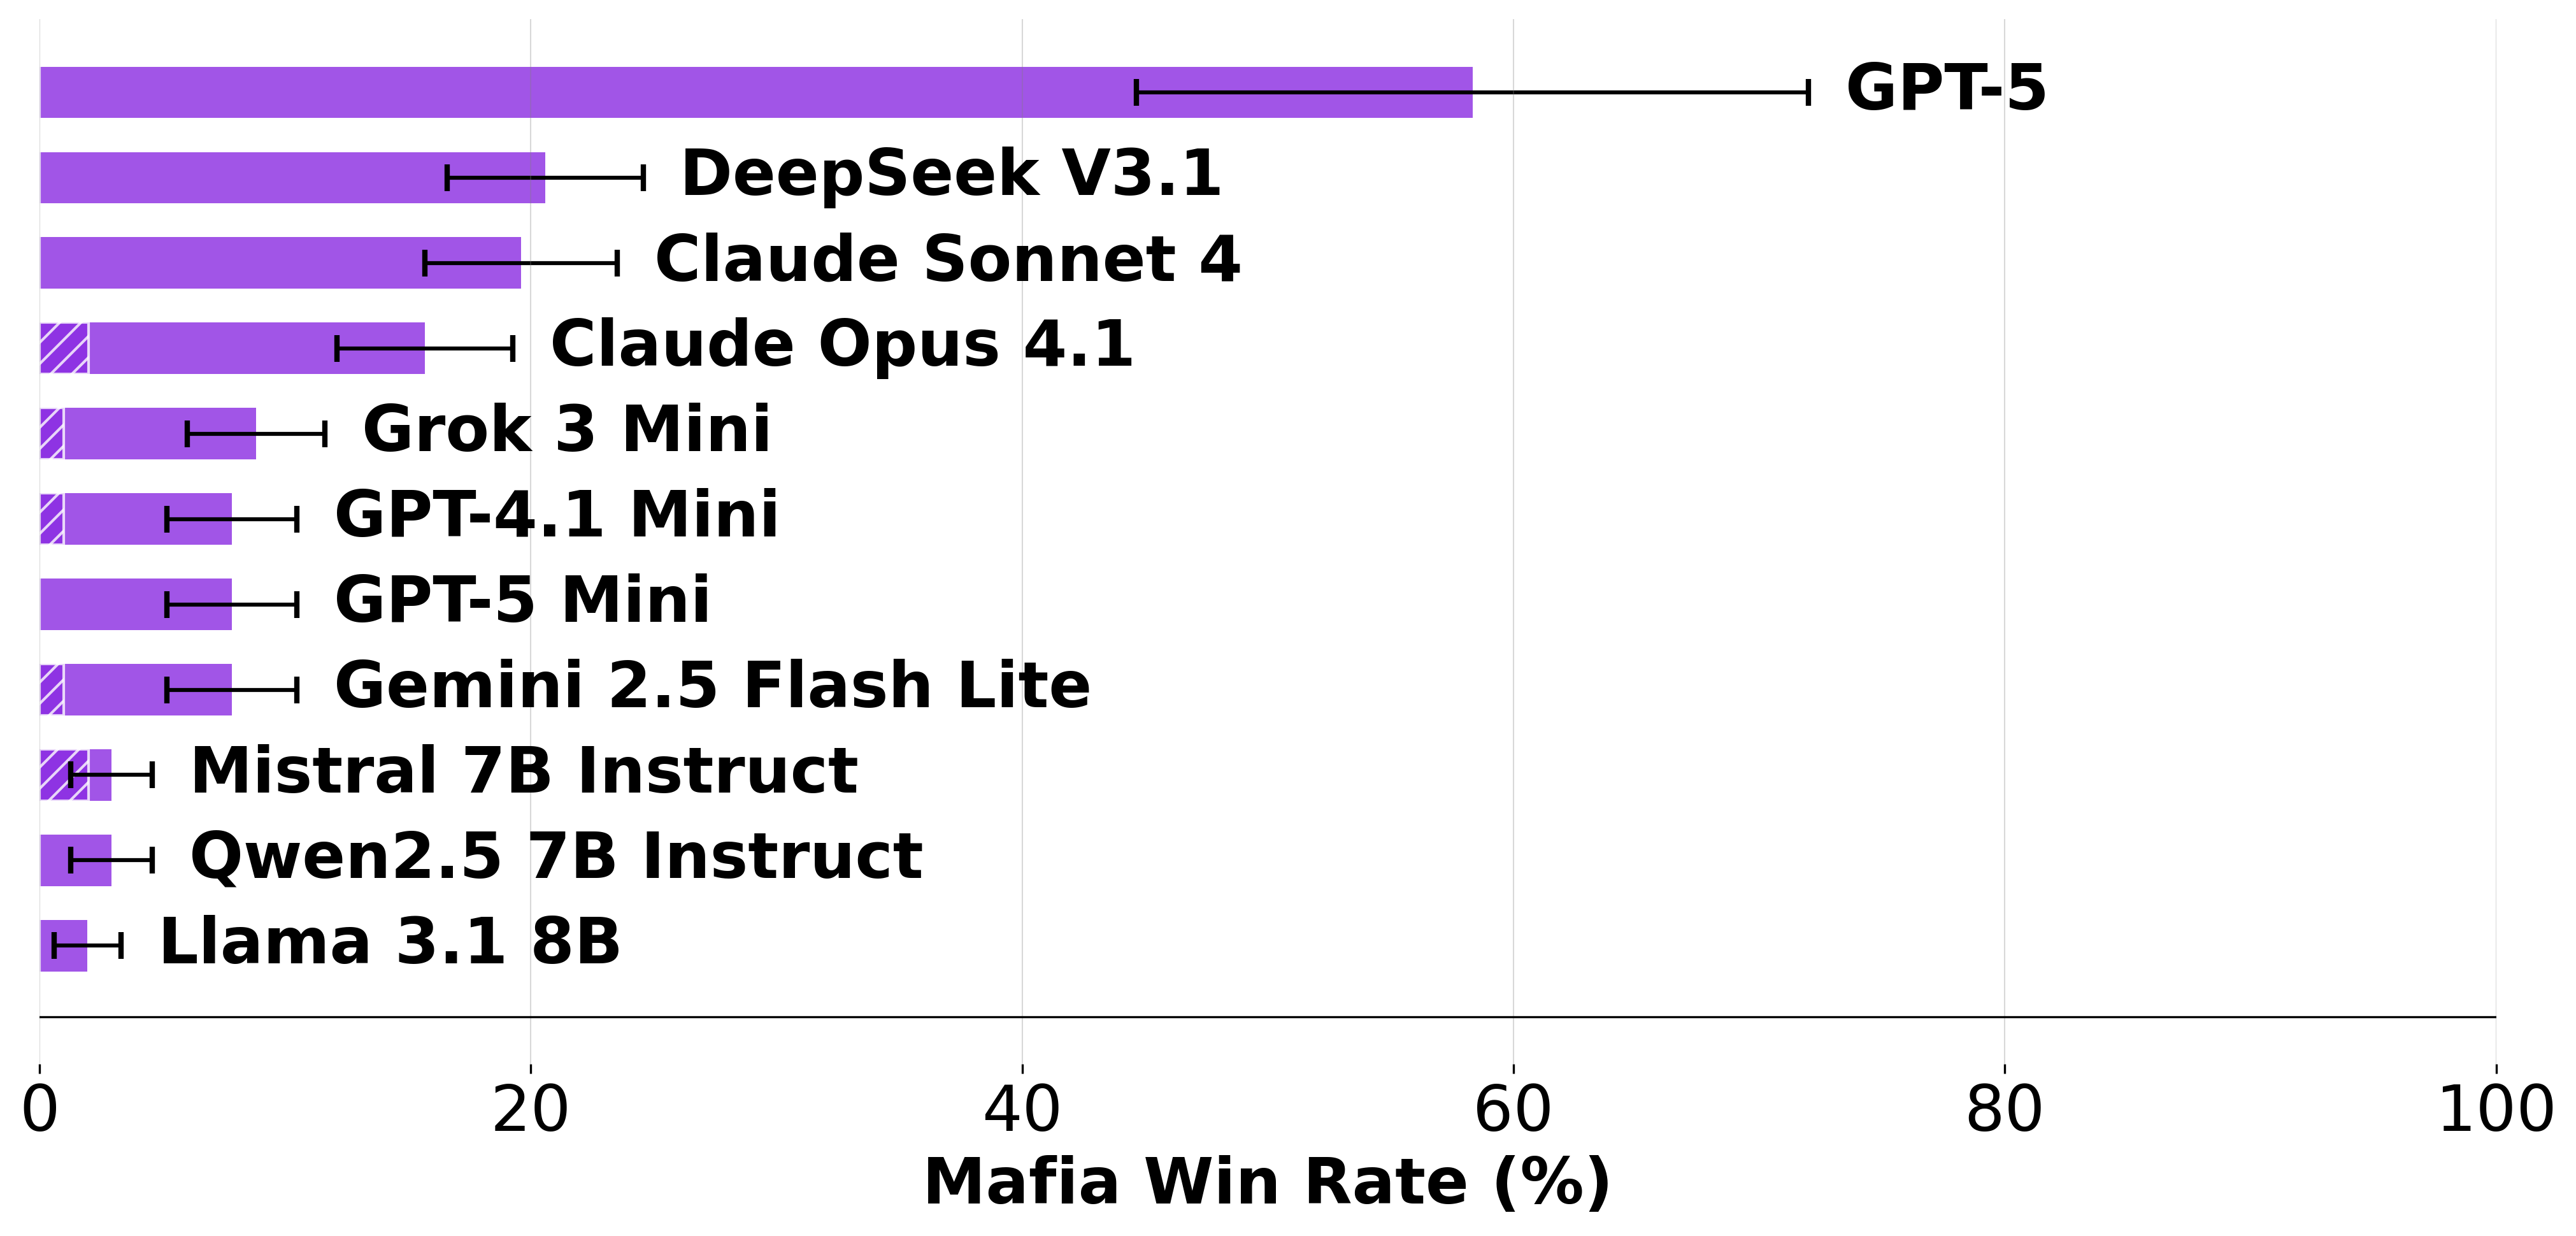 GPT-5
DeepSeek V3.1
Claude Sonnet 4
Claude Opus 4.1
Grok 3 Mini
GPT-4.1 Mini
GPT-5 Mini
Gemini 2.5 Flash Lite
Mistral 7B Instruct
Qwen2.5 7B Instruct
Llama 3.1 8B
0 20 40 60 80 100
Mafia Win Rate (%)